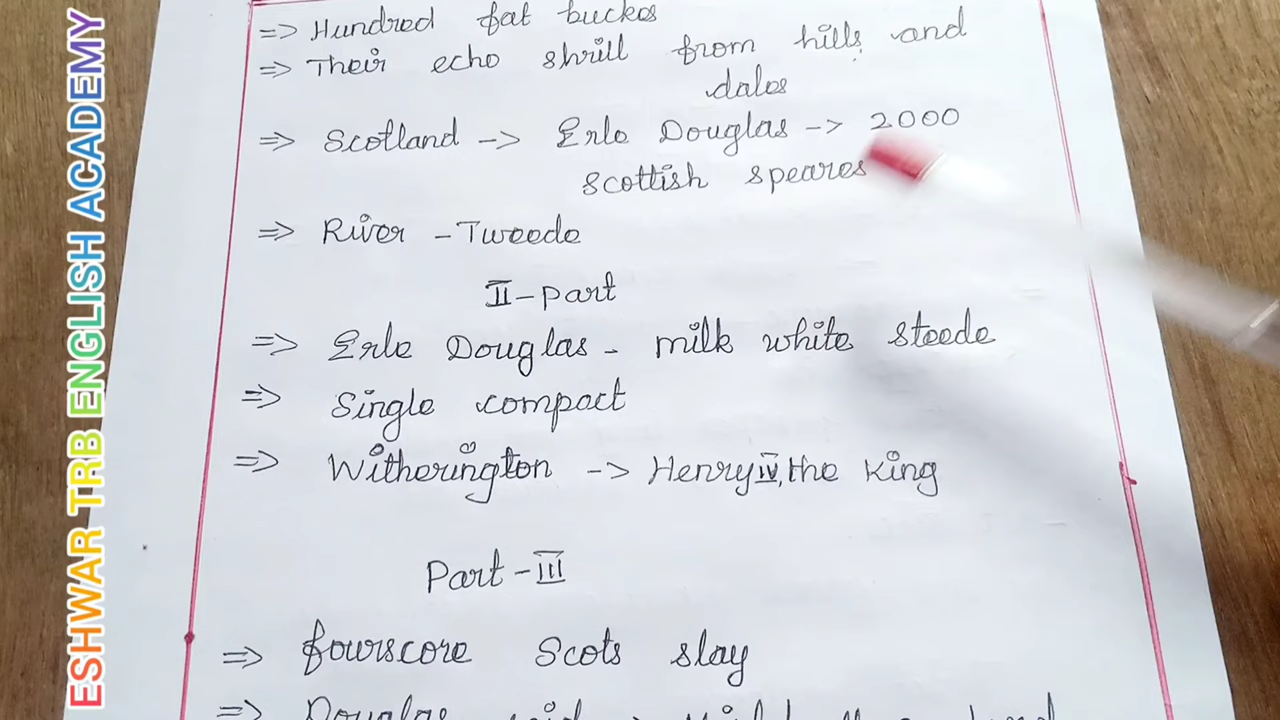 ESHWAR TRB ENGLISH ACADEMY
=> Hundred fat buckes
=> Their echo shrill from hills and
dales
=> Scotland -> Erle Douglas -> 2000
Scottish speares
=> River - Tweede
II - Part
=> Erle Douglas - milk white steede
=> Single compact
=> Witherington -> Henry IV, the King
Part - III
=> fourscore Scots slay
=> Douglas said